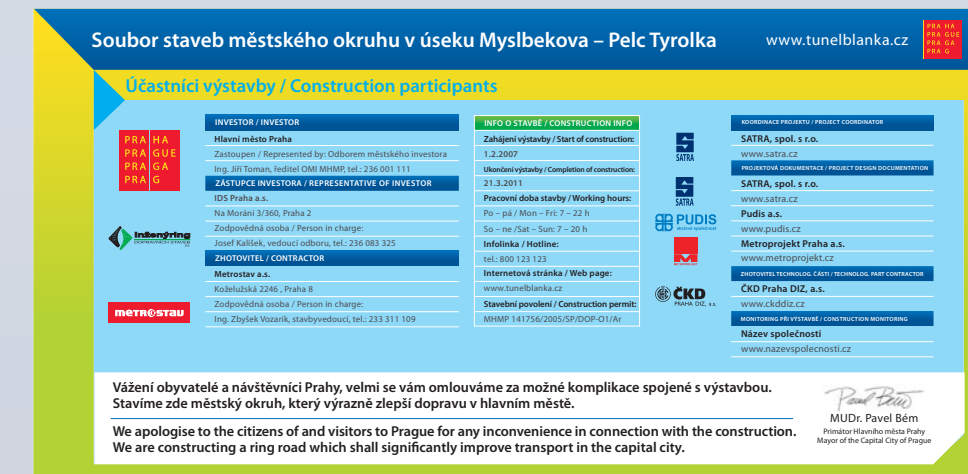 Soubor staveb městského okruhu v úseku Myslbekova – Pelc Tyrolka
www.tunelblanka.cz
PRA HA
PRA GUE
PRA GA
PRA G
Účastníci výstavby / Construction participants
PRA HA
PRA GUE
PRA GA
PRA G
Inženýring
DOPRAVNÍCH STAVEB
METROSTAV
INVESTOR / INVESTOR
Hlavní město Praha
Zastoupen / Represented by: Odborem městského investora
Ing. Jiří Toman, ředitel OMI MHMP, tel.: 236 001 111
ZÁSTUPCE INVESTORA / REPRESENTATIVE OF INVESTOR
IDS Praha a.s.
Na Moráni 3/360, Praha 2
Zodpovědná osoba / Person in charge:
Josef Kališek, vedoucí odboru, tel.: 236 083 325
ZHOTOVITEL / CONTRACTOR
Metrostav a.s.
Koželužská 2246 , Praha 8
Zodpovědná osoba / Person in charge:
Ing. Zbyšek Vozarik, stavbyvedoucí, tel.: 233 311 109
INFO O STAVBĚ / CONSTRUCTION INFO
Zahájení výstavby / Start of construction:
1.2.2007
Ukončení výstavby / Completion of construction:
21.3.2011
Pracovní doba stavby / Working hours:
Po – pá / Mon – Fri: 7 – 22 h
So – ne /Sat – Sun: 7 – 20 h
Infolinka / Hotline:
tel.: 800 123 123
Internetová stránka / Web page:
www.tunelblanka.cz
Stavební povolení / Construction permit:
MHMP 141756/2005/SP/DOP-O1/Ar
SATRA
SATRA
PUDIS
akciová společnost
METROPROJEKT
ČKD
PRAHA DIZ, a.s.
KOORDINACE PROJEKTU / PROJECT COORDINATOR
SATRA, spol. s r.o.
www.satra.cz
PROJEKTOVÁ DOKUMENTACE / PROJECT DESIGN DOCUMENTATION
SATRA, spol. s r.o.
www.satra.cz
Pudis a.s.
www.pudis.cz
Metroprojekt Praha a.s.
www.metroprojekt.cz
ZHOTOVITEL TECHNOLOG. ČÁSTI / TECHNOLOG. PART CONTRACTOR
ČKD Praha DIZ, a.s.
www.ckddiz.cz
MONITORING PŘI VÝSTAVBĚ / CONSTRUCTION MONITORING
Název společnosti
www.nazevspolecnosti.cz
Vážení obyvatelé a návštěvníci Prahy, velmi se vám omlouváme za možné komplikace spojené s výstavbou.
Stavíme zde městský okruh, který výrazně zlepší dopravu v hlavním městě.
We apologise to the citizens of and visitors to Prague for any inconvenience in connection with the construction.
We are constructing a ring road which shall significantly improve transport in the capital city.
Pavel Bém
MUDr. Pavel Bém
Primátor Hlavního města Prahy
Mayor of the Capital City of Prague